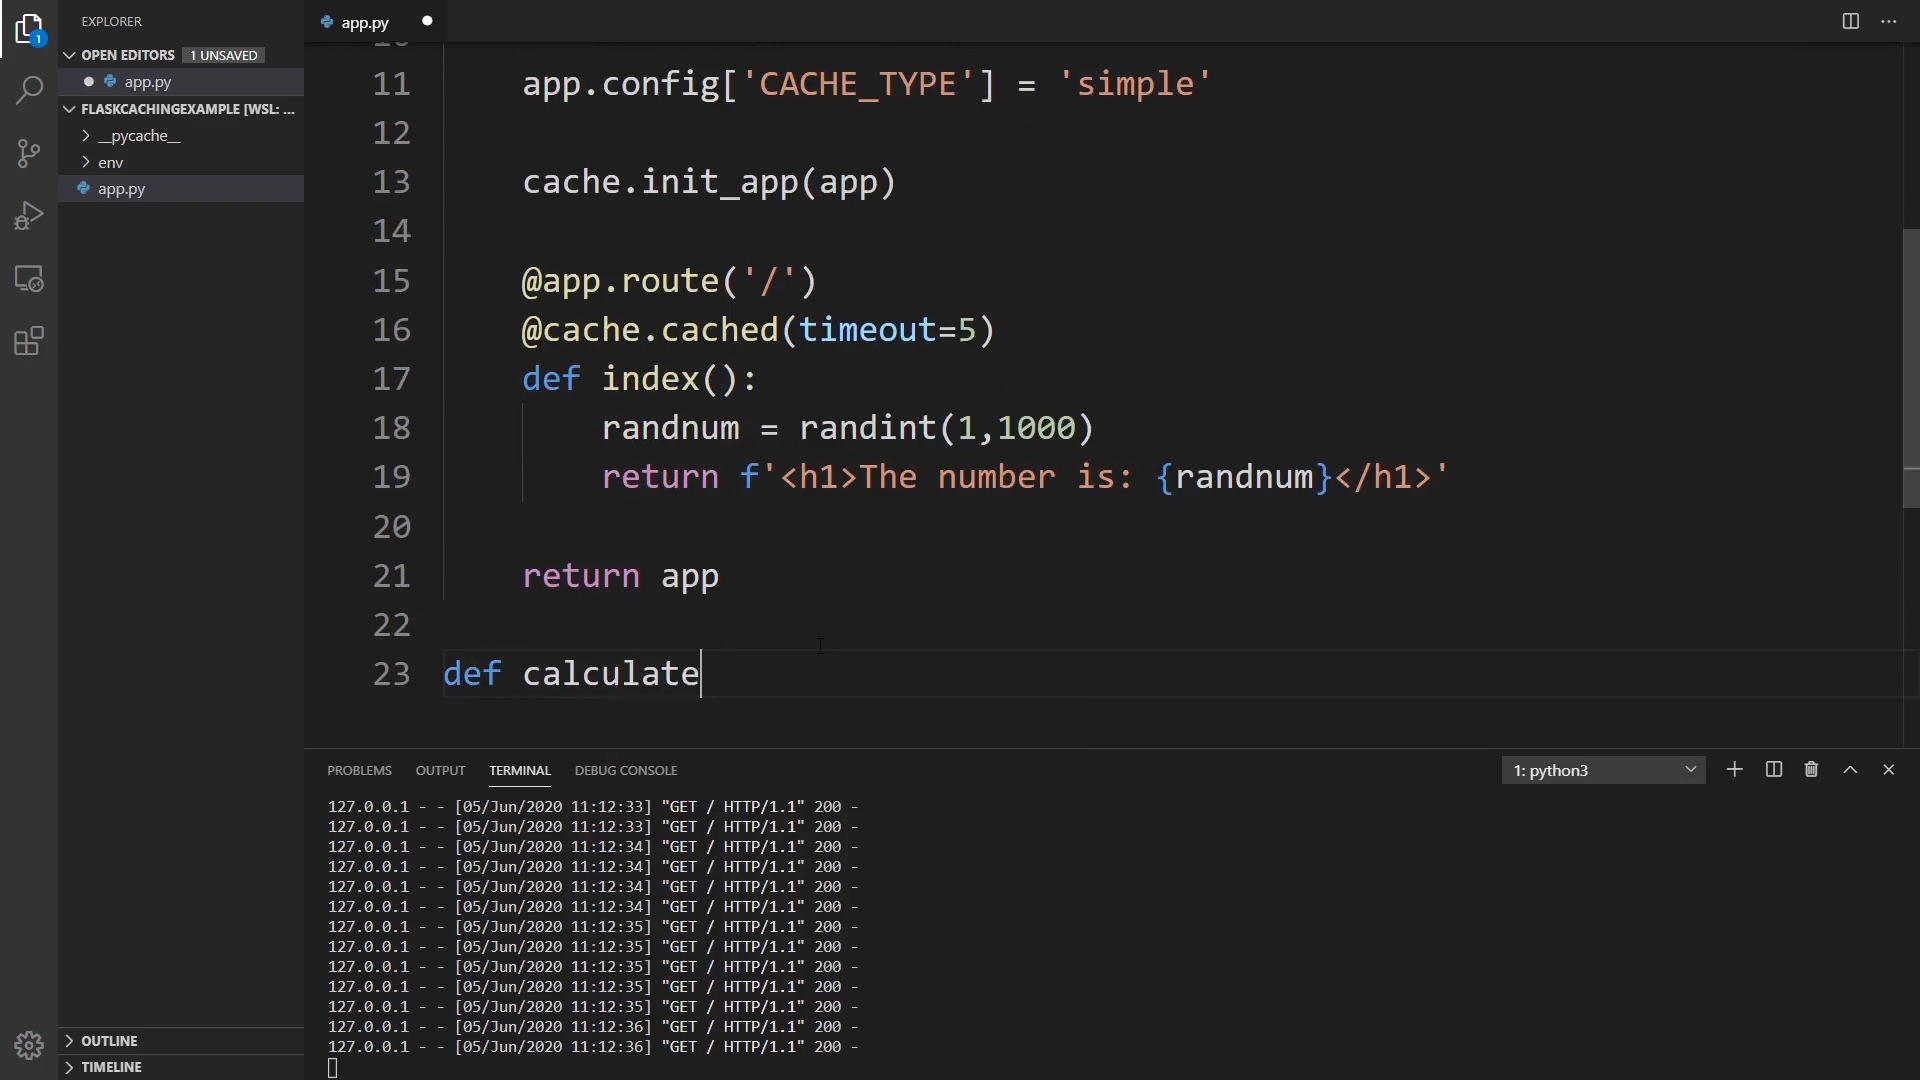 EXPLORER
OPEN EDITORS 1 UNSAVED
app.py
FLASKCACHINGEXAMPLE [WSL: ...
__pycache__
env
app.py
OUTLINE
TIMELINE
1
app.py
11 app.config['CACHE_TYPE'] = 'simple'
12
13 cache.init_app(app)
14
15 @app.route('/')
16 @cache.cached(timeout=5)
17 def index():
18 randnum = randint(1,1000)
19 return f'<h1>The number is: {randnum}</h1>'
20
21 return app
22
23 def calculate
PROBLEMS OUTPUT TERMINAL DEBUG CONSOLE 1: python3
127.0.0.1 - - [05/Jun/2020 11:12:33] "GET / HTTP/1.1" 200 -
127.0.0.1 - - [05/Jun/2020 11:12:33] "GET / HTTP/1.1" 200 -
127.0.0.1 - - [05/Jun/2020 11:12:34] "GET / HTTP/1.1" 200 -
127.0.0.1 - - [05/Jun/2020 11:12:34] "GET / HTTP/1.1" 200 -
127.0.0.1 - - [05/Jun/2020 11:12:34] "GET / HTTP/1.1" 200 -
127.0.0.1 - - [05/Jun/2020 11:12:34] "GET / HTTP/1.1" 200 -
127.0.0.1 - - [05/Jun/2020 11:12:35] "GET / HTTP/1.1" 200 -
127.0.0.1 - - [05/Jun/2020 11:12:35] "GET / HTTP/1.1" 200 -
127.0.0.1 - - [05/Jun/2020 11:12:35] "GET / HTTP/1.1" 200 -
127.0.0.1 - - [05/Jun/2020 11:12:35] "GET / HTTP/1.1" 200 -
127.0.0.1 - - [05/Jun/2020 11:12:35] "GET / HTTP/1.1" 200 -
127.0.0.1 - - [05/Jun/2020 11:12:36] "GET / HTTP/1.1" 200 -
127.0.0.1 - - [05/Jun/2020 11:12:36] "GET / HTTP/1.1" 200 -